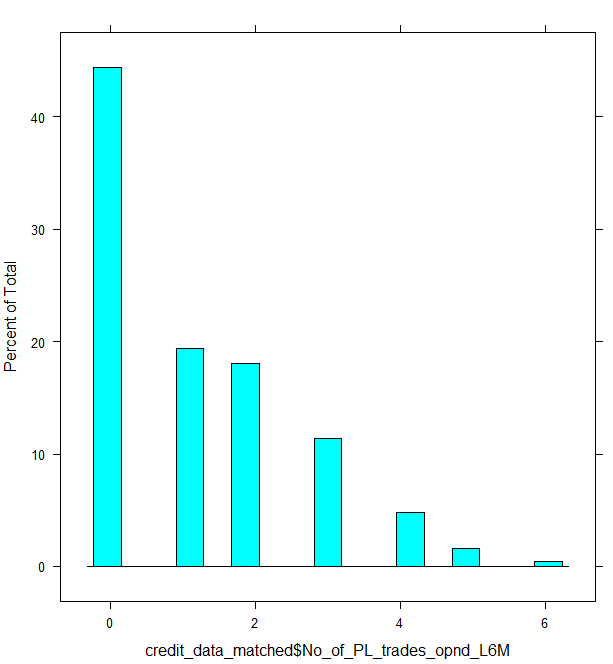 40
30
20
10
0
Percent of Total
0 2 4 6
credit_data_matched$No_of_PL_trades_opnd_L6M